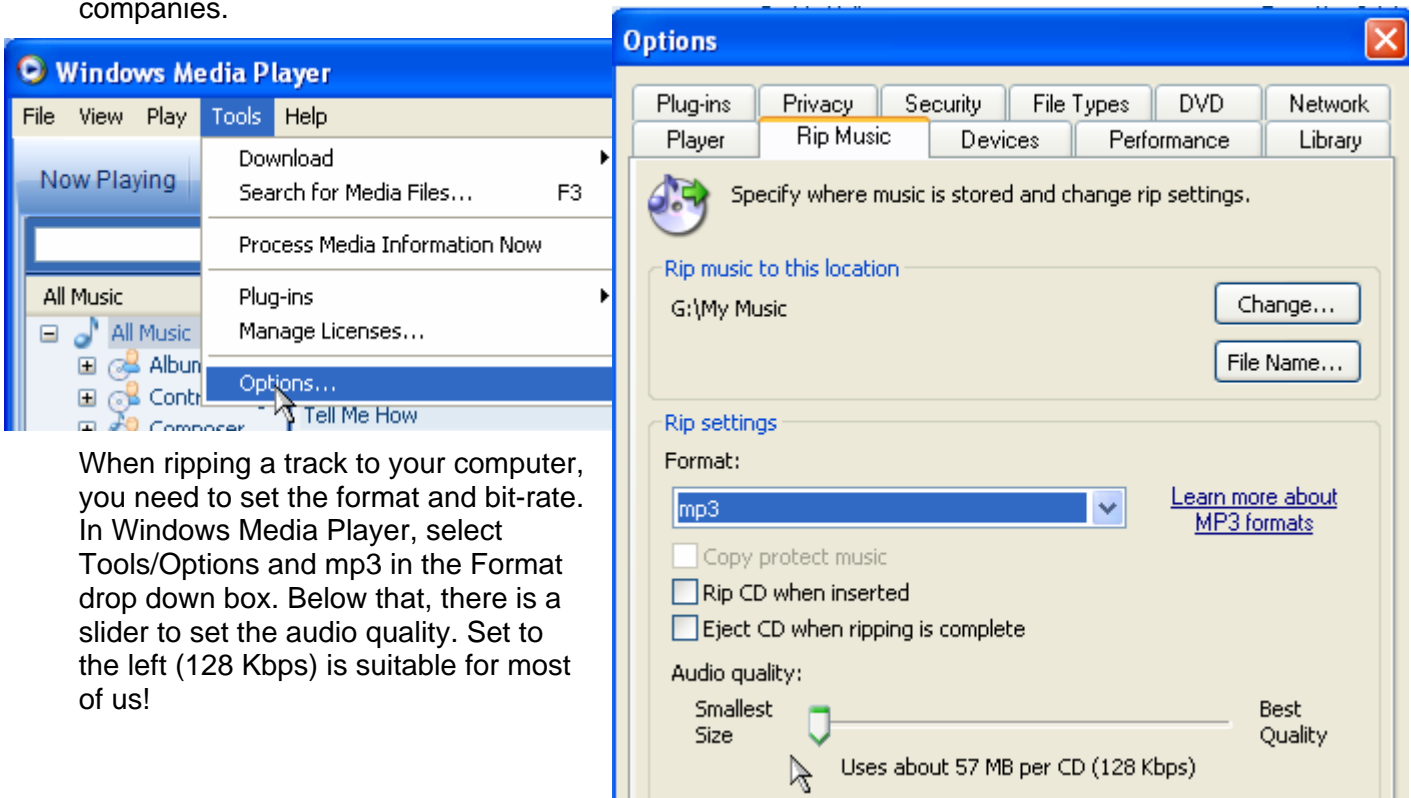 companies.
Windows Media Player
File View Play Tools Help
Now Playing
Download
Search for Media Files... F3
Process Media Information Now
Plug-ins
Manage Licenses...
Options...
All Music
All Music
Tell Me How
When ripping a track to your computer,
you need to set the format and bit-rate.
In Windows Media Player, select
Tools/Options and mp3 in the Format
drop down box. Below that, there is a
slider to set the audio quality. Set to
the left (128 Kbps) is suitable for most
of us!
Options
Plug-ins Privacy Security File Types DVD Network
Player Rip Music Devices Performance Library
Specify where music is stored and change rip settings.
Rip music to this location
G:\My Music
Change...
File Name...
Rip settings
Format:
mp3
Learn more about
MP3 formats
Copy protect music
Rip CD when inserted
Eject CD when ripping is complete
Audio quality:
Smallest
Size
Best
Quality
Uses about 57 MB per CD (128 Kbps)